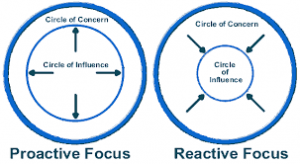 Circle of Concern
Circle of Influence
Proactive Focus
Circle of Concern
Circle
of
Influence
Reactive Focus